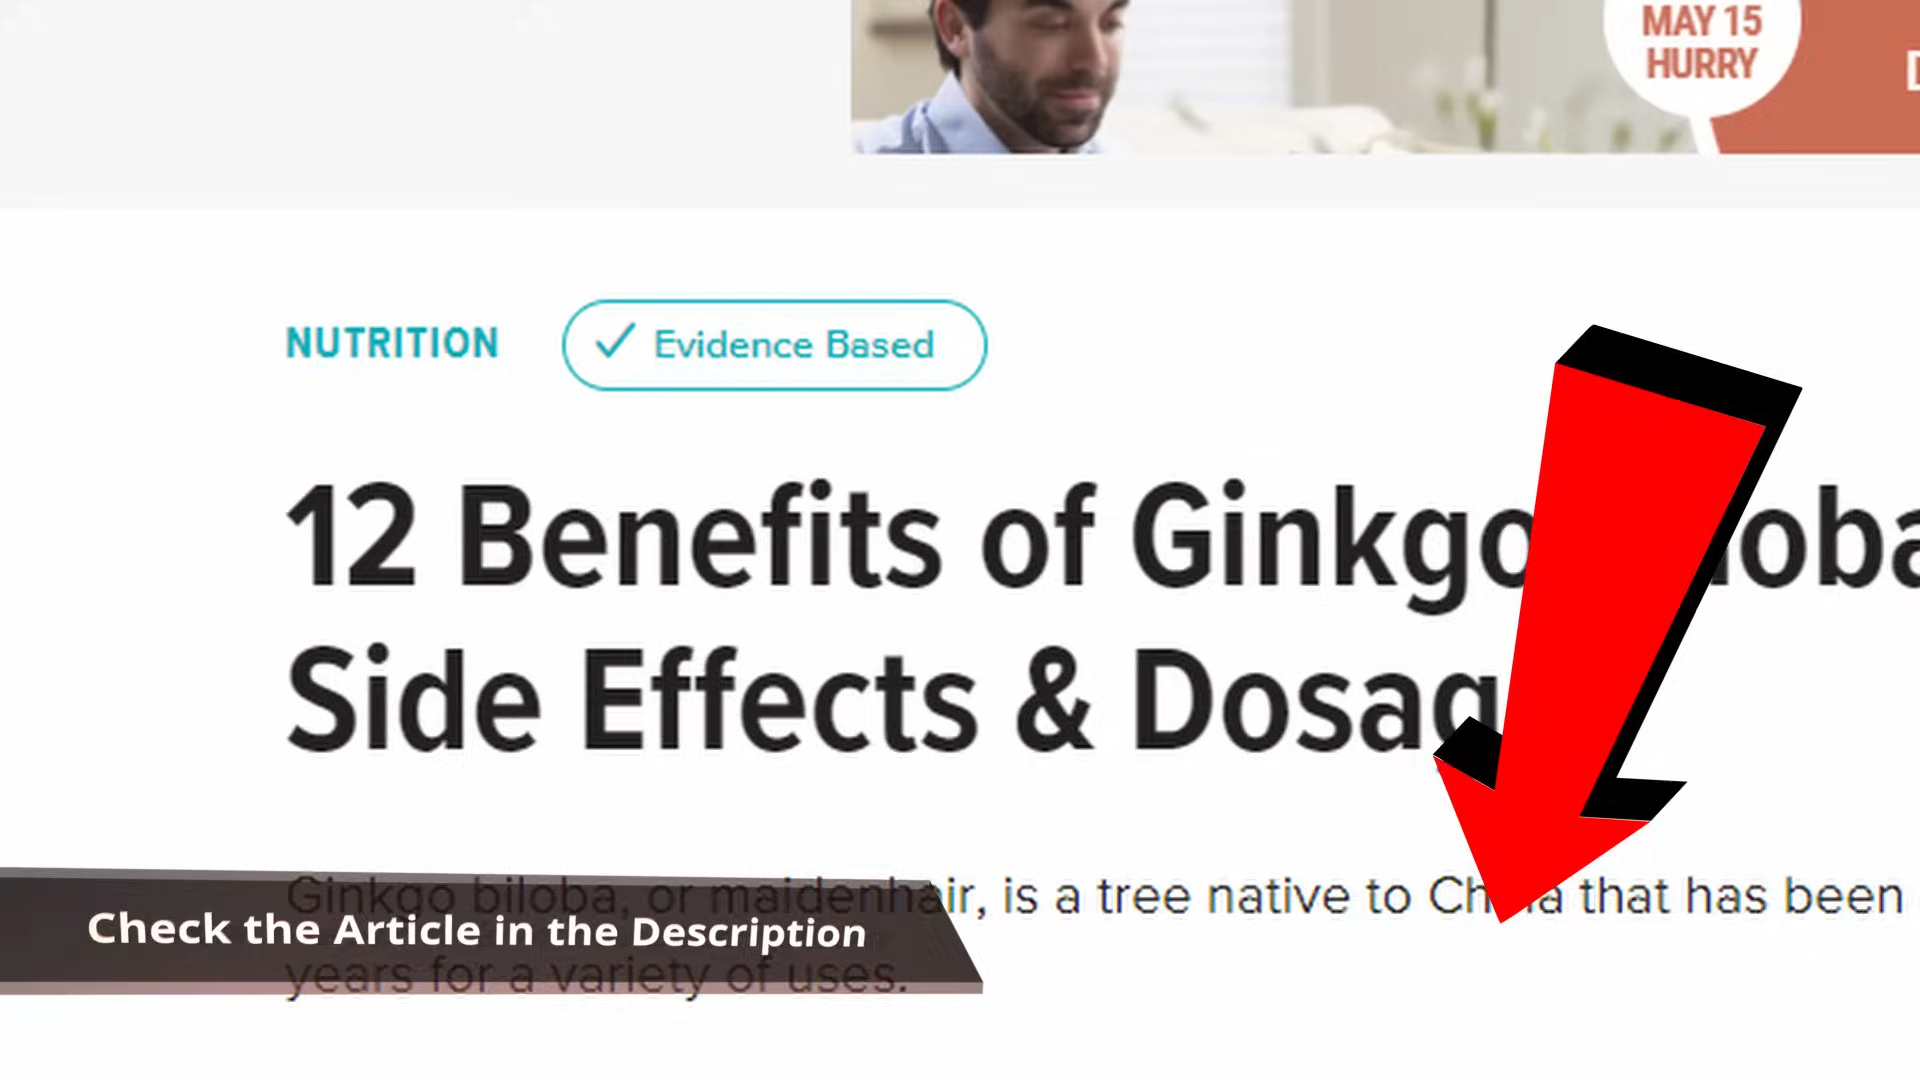 MAY 15
HURRY
NUTRITION
Evidence Based
12 Benefits of Ginkgo
Side Effects & Dosag
Ginkgo biloba, or maidenhair, is a tree native to China that has been
Check the Article in the Description
years for a variety of uses.